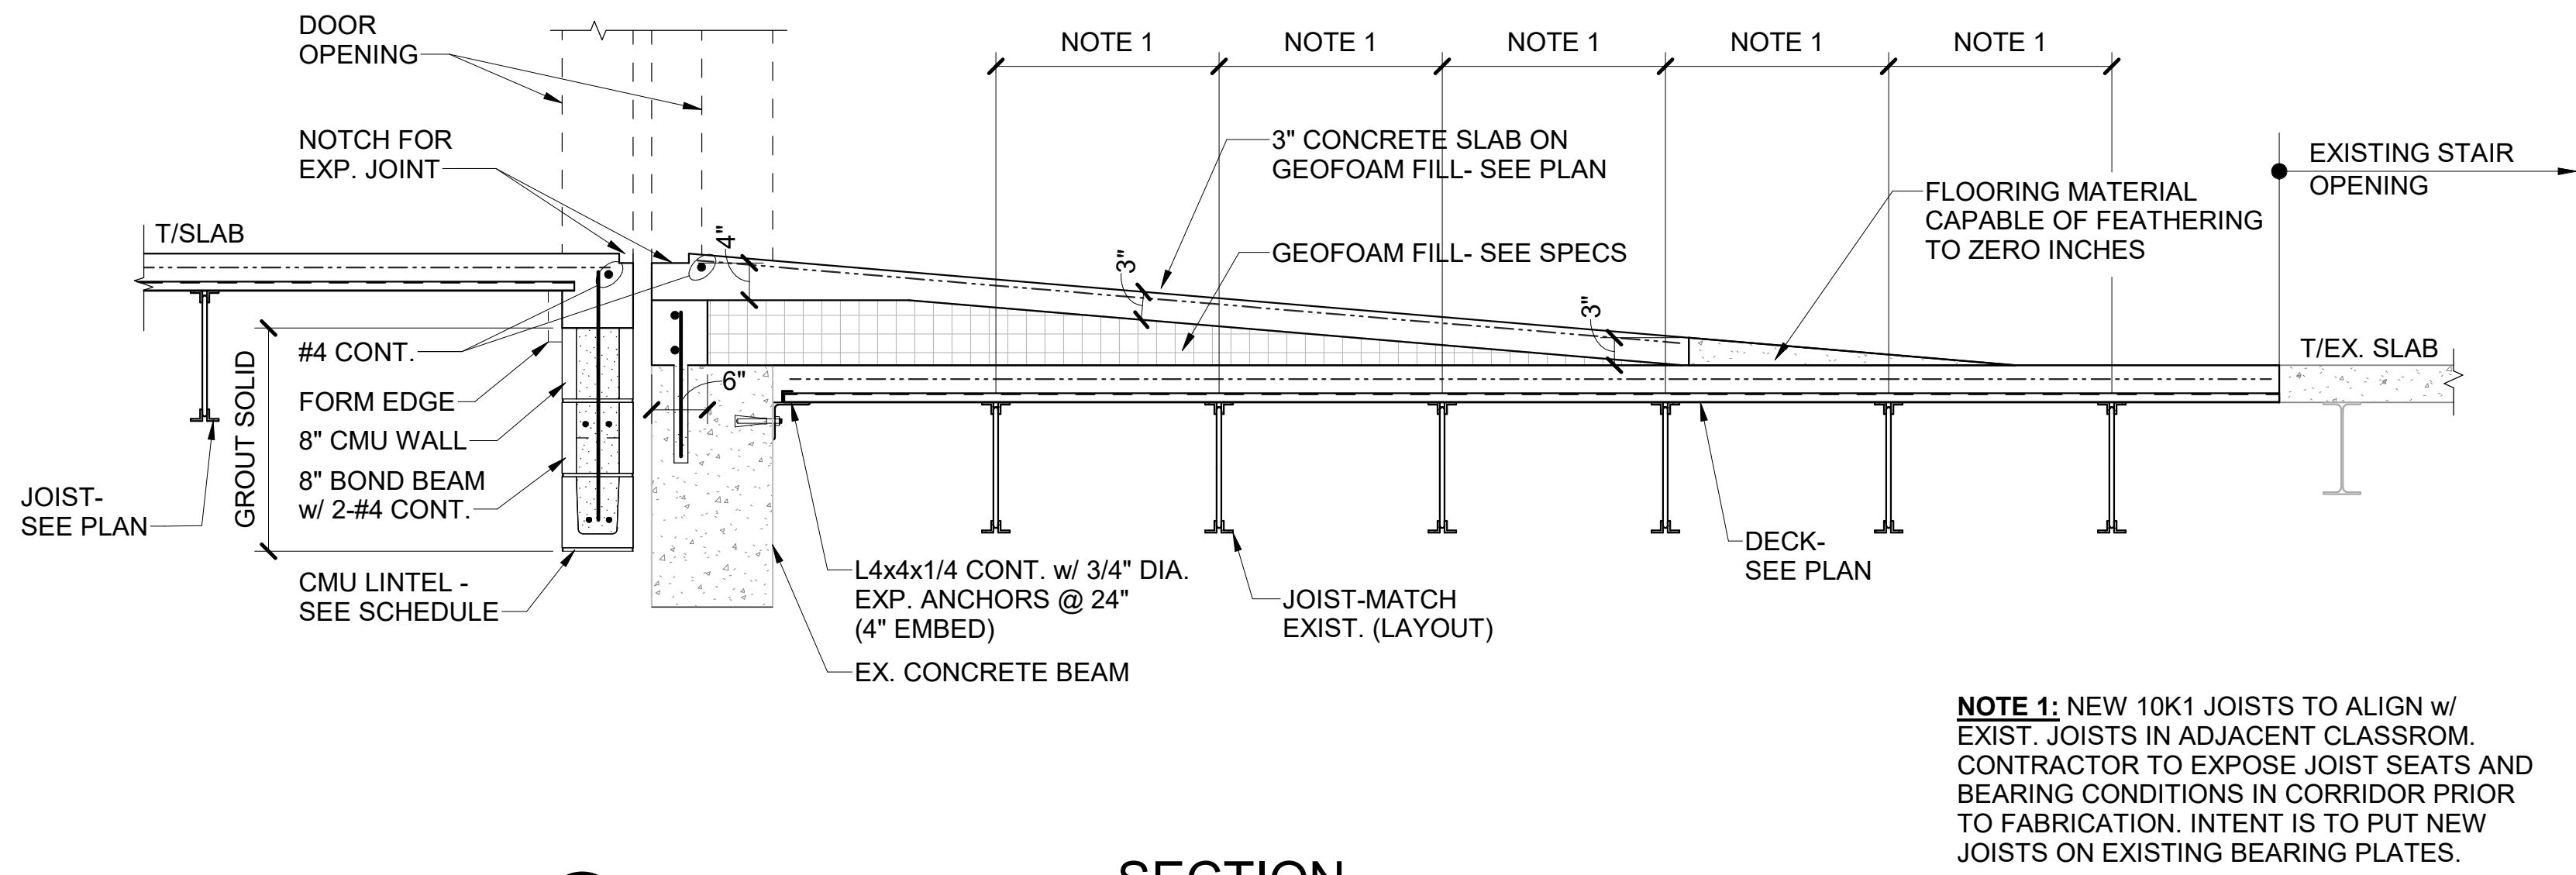 DOOR
OPENING
NOTE 1
NOTE 1
NOTE 1
NOTE 1
NOTE 1
NOTCH FOR
EXP. JOINT
3" CONCRETE SLAB ON
GEOFOAM FILL- SEE PLAN
EXISTING STAIR
OPENING
FLOORING MATERIAL
CAPABLE OF FEATHERING
TO ZERO INCHES
T/SLAB
4"
GEOFOAM FILL- SEE SPECS
3"
3"
T/EX. SLAB
#4 CONT.
6"
FORM EDGE
GROUT SOLID
8" CMU WALL
8" BOND BEAM
w/ 2-#4 CONT.
JOIST-
SEE PLAN
CMU LINTEL -
SEE SCHEDULE
L4x4x1/4 CONT. w/ 3/4" DIA.
EXP. ANCHORS @ 24"
(4" EMBED)
JOIST-MATCH
EXIST. (LAYOUT)
DECK-
SEE PLAN
EX. CONCRETE BEAM
NOTE 1: NEW 10K1 JOISTS TO ALIGN w/
EXIST. JOISTS IN ADJACENT CLASSROM.
CONTRACTOR TO EXPOSE JOIST SEATS AND
BEARING CONDITIONS IN CORRIDOR PRIOR
TO FABRICATION. INTENT IS TO PUT NEW
JOISTS ON EXISTING BEARING PLATES.
SECTION